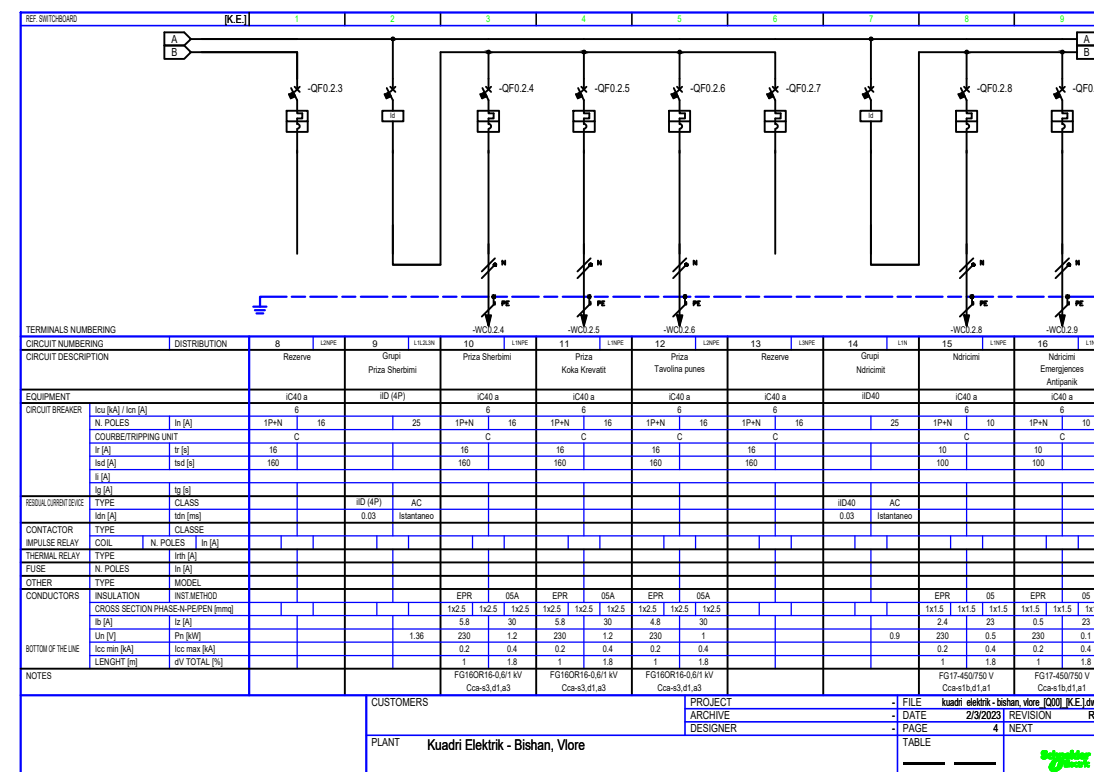 REF. SWITCHBOARD [K.E.] 1 2 3 4 5 6 7 8 9
A A
B B
-QF0.2.3 -QF0.2.4 -QF0.2.5 -QF0.2.6 -QF0.2.7 -QF0.2.8 -QF0.
Id Id
N N N N N
PE PE PE PE PE
TERMINALS NUMBERING -WC0.2.4 -WC0.2.5 -WC0.2.6 -WC0.2.8 -WC0.2.9
CIRCUIT NUMBERING DISTRIBUTION 8 L2NPE 9 L1L2L3N 10 L1NPE 11 L1NPE 12 L2NPE 13 L3NPE 14 L1N 15 L1NPE 16
CIRCUIT DESCRIPTION Rezerve Grupi Priza Sherbimi Priza Priza Rezerve Grupi Ndricimi Ndricimi
Priza Sherbimi Koka Krevatit Tavolina punes Ndricimit Emergjences
Antipanik
EQUIPMENT iC40 a iID (4P) iC40 a iC40 a iC40 a iC40 a iID40 iC40 a iC40 a
CIRCUIT BREAKER Icu [kA] / Icn [A] 6 6 6 6 6 6 6
N. POLES In [A] 1P+N 16 25 1P+N 16 1P+N 16 1P+N 16 1P+N 16 25 1P+N 10 1P+N 10
COURBE/TRIPPING UNIT C C C C C C C
Ir [A] tr [s] 16 16 16 16 16 10 10
Isd [A] tsd [s] 160 160 160 160 160 100 100
Ii [A]
Ig [A] tg [s]
RESIDUAL CURRENT DEVICE TYPE CLASS iID (4P) AC iID40 AC
Idn [A] tdn [ms] 0.03 Istantaneo 0.03 Istantaneo
CONTACTOR TYPE CLASSE
IMPULSE RELAY COIL N. POLES In [A]
THERMAL RELAY TYPE Irth [A]
FUSE N. POLES In [A]
OTHER TYPE MODEL
CONDUCTORS INSULATION INST.METHOD EPR 05A EPR 05A EPR 05A EPR 05 EPR 05
CROSS SECTION PHASE-N-PE/PEN [mmq] 1x2.5 1x2.5 1x2.5 1x2.5 1x2.5 1x2.5 1x2.5 1x2.5 1x2.5 1x1.5 1x1.5 1x1.5 1x1.5 1x1.5 1x1
Ib [A] Iz [A] 5.8 30 5.8 30 4.8 30 2.4 23 0.5 23
Un [V] Pn [kW] 1.36 230 1.2 230 1.2 230 1 0.9 230 0.5 230 0.1
BOTTOM OF THE LINE Icc min [kA] Icc max [kA] 0.2 0.4 0.2 0.4 0.2 0.4 0.2 0.4 0.2 0.4
LENGHT [m] dV TOTAL [%] 1 1.8 1 1.8 1 1.8 1 1.8 1 1.8
NOTES FG16OR16-0,6/1 kV FG16OR16-0,6/1 kV FG16OR16-0,6/1 kV FG17-450/750 V FG17-450/750 V
Cca-s3,d1,a3 Cca-s3,d1,a3 Cca-s3,d1,a3 Cca-s1b,d1,a1 Cca-s1b,d1,a1
CUSTOMERS PROJECT - FILE kuadri elektrik - bishan, vlore_[Q00]_[K.E.].dw
ARCHIVE - DATE 2/3/2023 REVISION R
DESIGNER - PAGE 4 NEXT
PLANT Kuadri Elektrik - Bishan, Vlore TABLE
Schneider
Electric